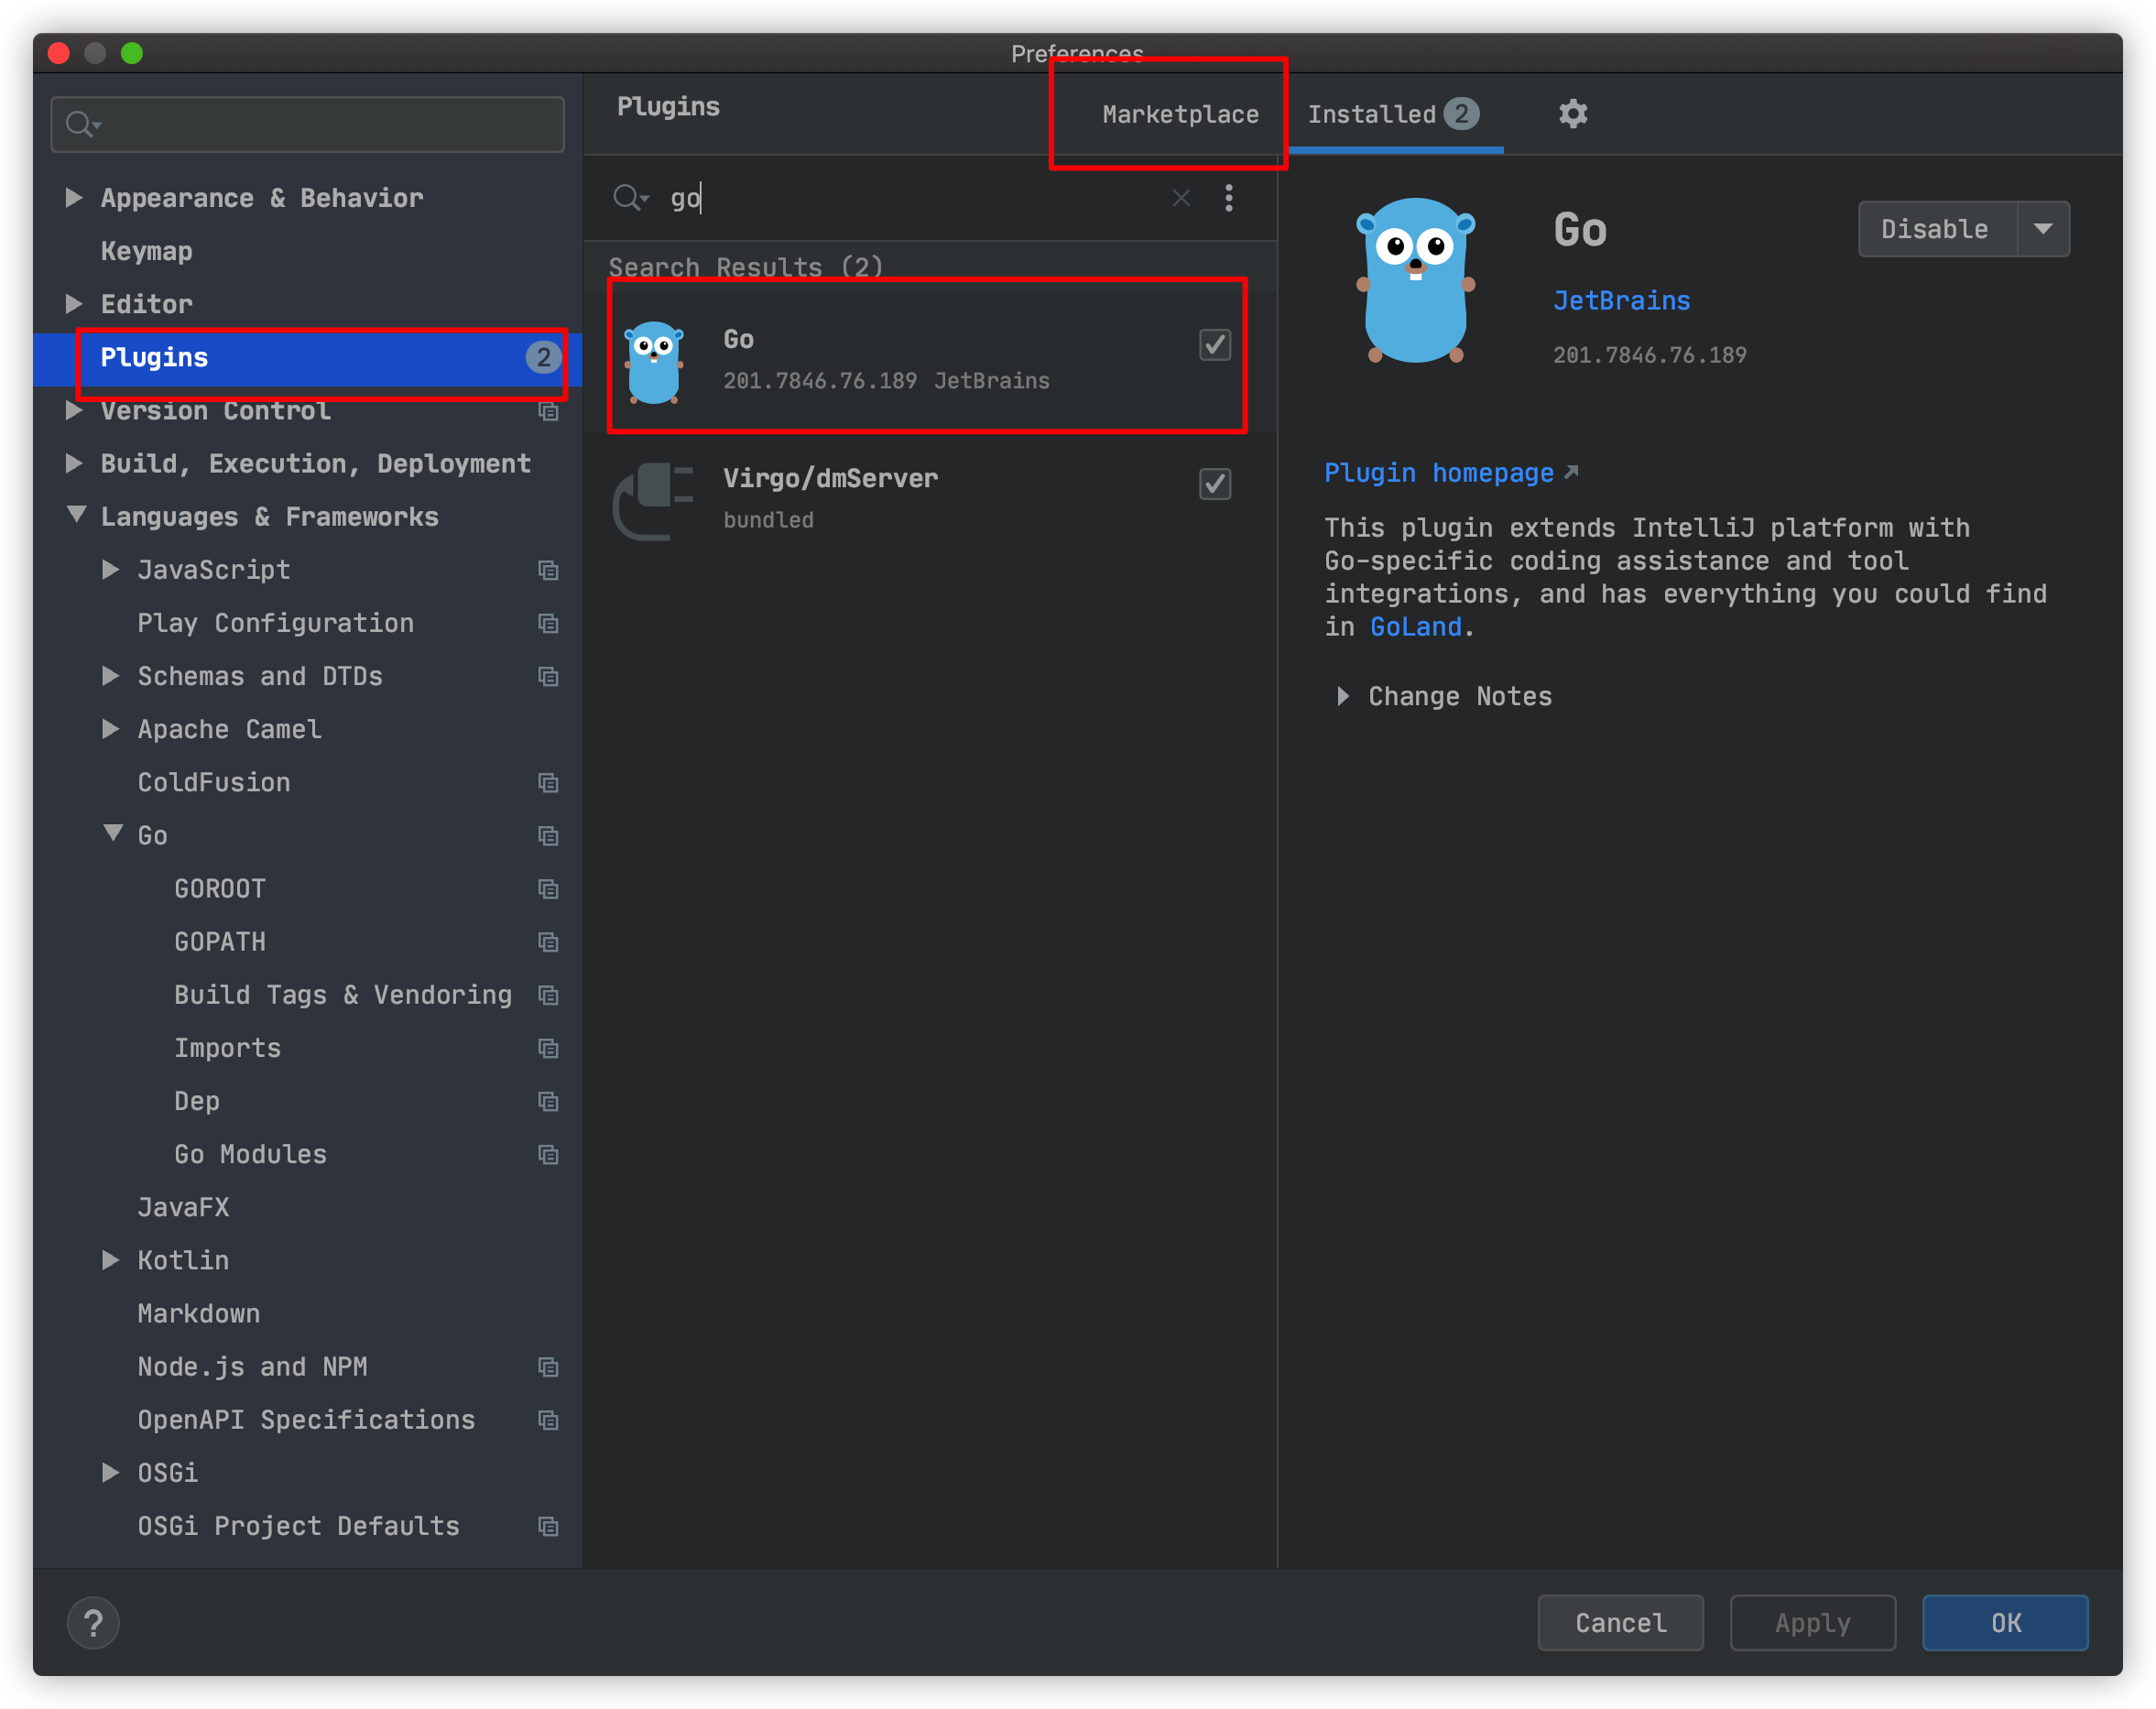 Preferences
Appearance & Behavior
Keymap
Editor
Plugins 2
Version Control
Build, Execution, Deployment
Languages & Frameworks
JavaScript
Play Configuration
Schemas and DTDs
Apache Camel
ColdFusion
Go
GOROOT
GOPATH
Build Tags & Vendoring
Imports
Dep
Go Modules
JavaFX
Kotlin
Markdown
Node.js and NPM
OpenAPI Specifications
OSGi
OSGi Project Defaults
Plugins
Marketplace
Installed 2
go
Search Results (2)
Go
201.7846.76.189 JetBrains
Virgo/dmServer
bundled
Go
Disable
JetBrains
201.7846.76.189
Plugin homepage
This plugin extends IntelliJ platform with
Go-specific coding assistance and tool
integrations, and has everything you could find
in GoLand.
Change Notes
?
Cancel
Apply
OK